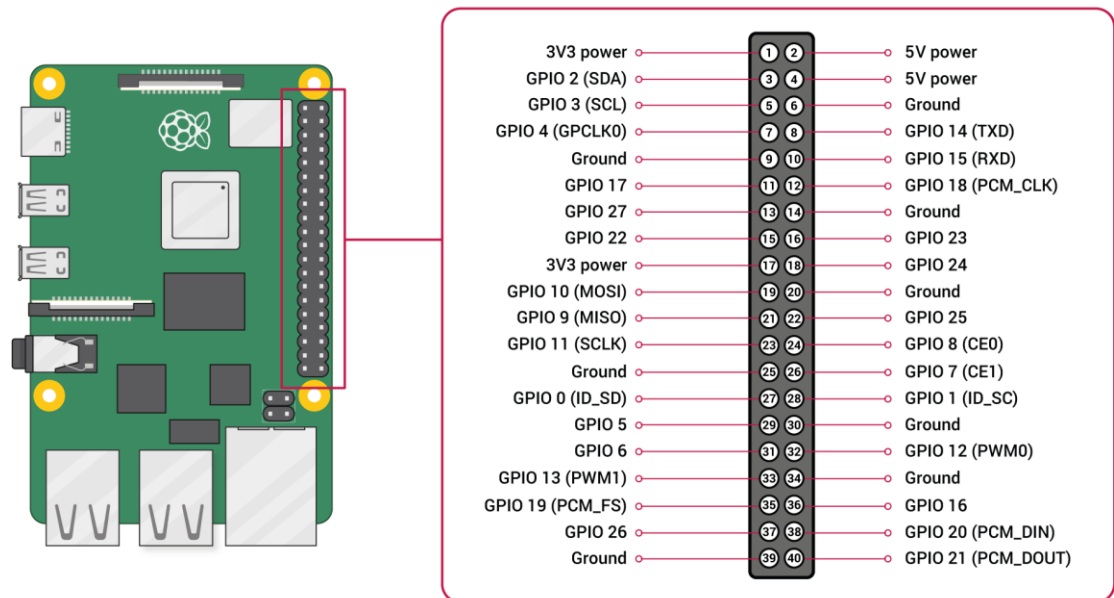 3V3 power 1 2 5V power
GPIO 2 (SDA) 3 4 5V power
GPIO 3 (SCL) 5 6 Ground
GPIO 4 (GPCLK0) 7 8 GPIO 14 (TXD)
Ground 9 10 GPIO 15 (RXD)
GPIO 17 11 12 GPIO 18 (PCM_CLK)
GPIO 27 13 14 Ground
GPIO 22 15 16 GPIO 23
3V3 power 17 18 GPIO 24
GPIO 10 (MOSI) 19 20 Ground
GPIO 9 (MISO) 21 22 GPIO 25
GPIO 11 (SCLK) 23 24 GPIO 8 (CE0)
Ground 25 26 GPIO 7 (CE1)
GPIO 0 (ID_SD) 27 28 GPIO 1 (ID_SC)
GPIO 5 29 30 Ground
GPIO 6 31 32 GPIO 12 (PWM0)
GPIO 13 (PWM1) 33 34 Ground
GPIO 19 (PCM_FS) 35 36 GPIO 16
GPIO 26 37 38 GPIO 20 (PCM_DIN)
Ground 39 40 GPIO 21 (PCM_DOUT)